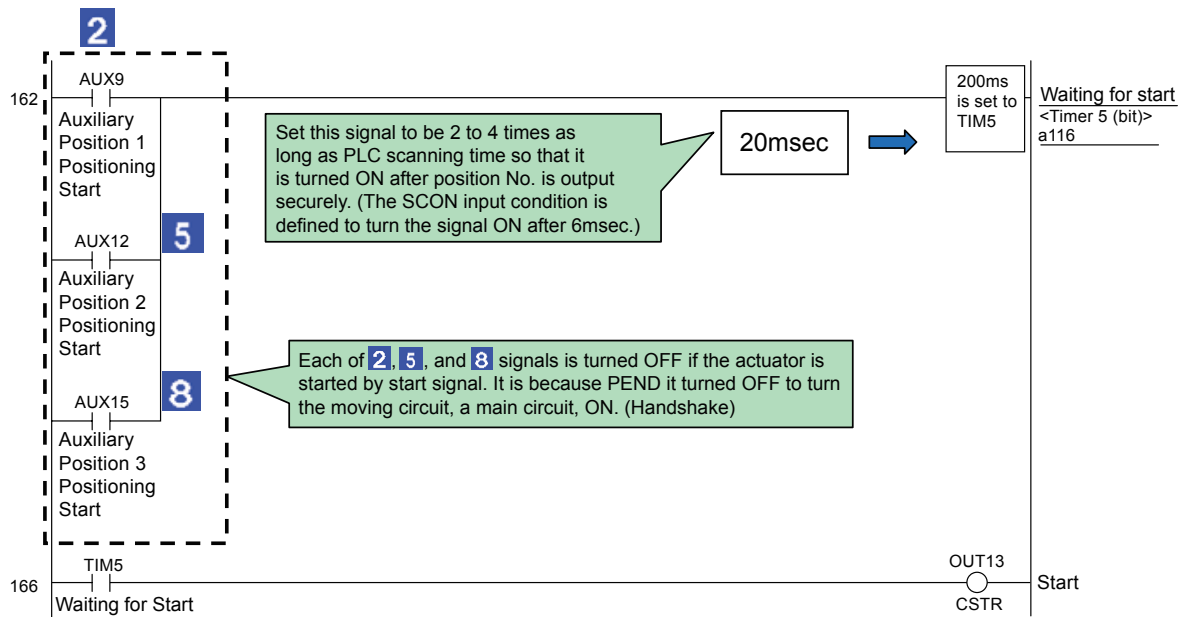 2
AUX9
162
Auxiliary
Position 1
Positioning
Start
Set this signal to be 2 to 4 times as
long as PLC scanning time so that it
is turned ON after position No. is output
securely. (The SCON input condition is
defined to turn the signal ON after 6msec.)
20msec
200ms
is set to
TIM5
Waiting for start
<Timer 5 (bit)>
a116
AUX12
5
Auxiliary
Position 2
Positioning
Start
Each of 2, 5, and 8 signals is turned OFF if the actuator is
started by start signal. It is because PEND it turned OFF to turn
the moving circuit, a main circuit, ON. (Handshake)
8
AUX15
Auxiliary
Position 3
Positioning
Start
TIM5
166
Waiting for Start
OUT13
CSTR
Start